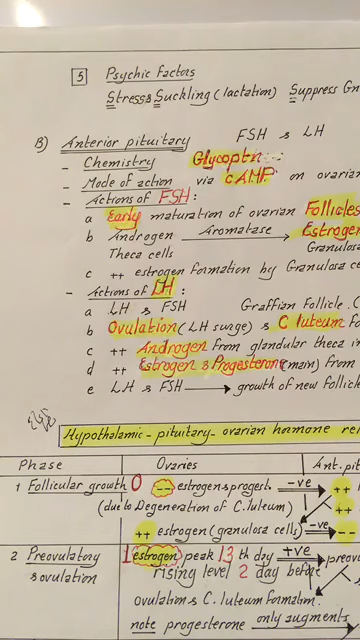 5 Psychic Factors
Stress & Suckling (lactation) Suppress Gn
B) Anterior pituitary FSH & LH
- Chemistry Glycoptn
- Mode of action via cAMP on ovarian
- Actions of FSH :
a Early maturation of ovarian Follicles
b Androgen Aromatase → Estrogen
Theca cells Granulosa
c ++ estrogen formation by Granulosa ce
- Actions of LH :
a LH & FSH Graffian Follicle.
b Ovulation (LH surge) & C luteum fo
c ++ Androgen from glandular theca in
d ++ Estrogen & Progesterone (main) from
e LH & FSH → growth of new follic
Hypothalamic - pituitary - ovarian hormone rel
Phase Ovaries Ant. pit
1 Follicular growth 0 -- estrogen & progest. -ve → ++
(due to Degeneration of C. luteum) ++
++ estrogen (granulosa cells) -ve → --
2 Preovulatory 1 estrogen peak 13 th day +ve → preov
& ovulation rising level 2 day before
ovulation & C. luteum formation.
note progesterone only augments